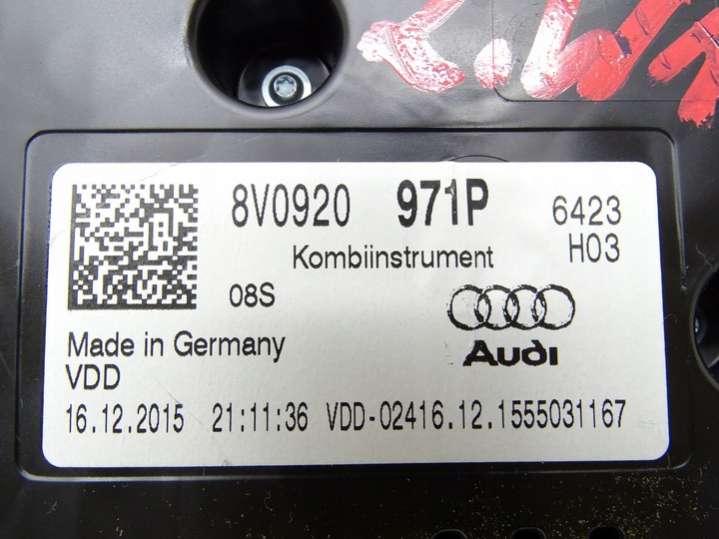 8V0920 971P 6423
Kombiinstrument H03
08S
Audi
Made in Germany
VDD
16.12.2015 21:11:36 VDD-02416.12.1555031167